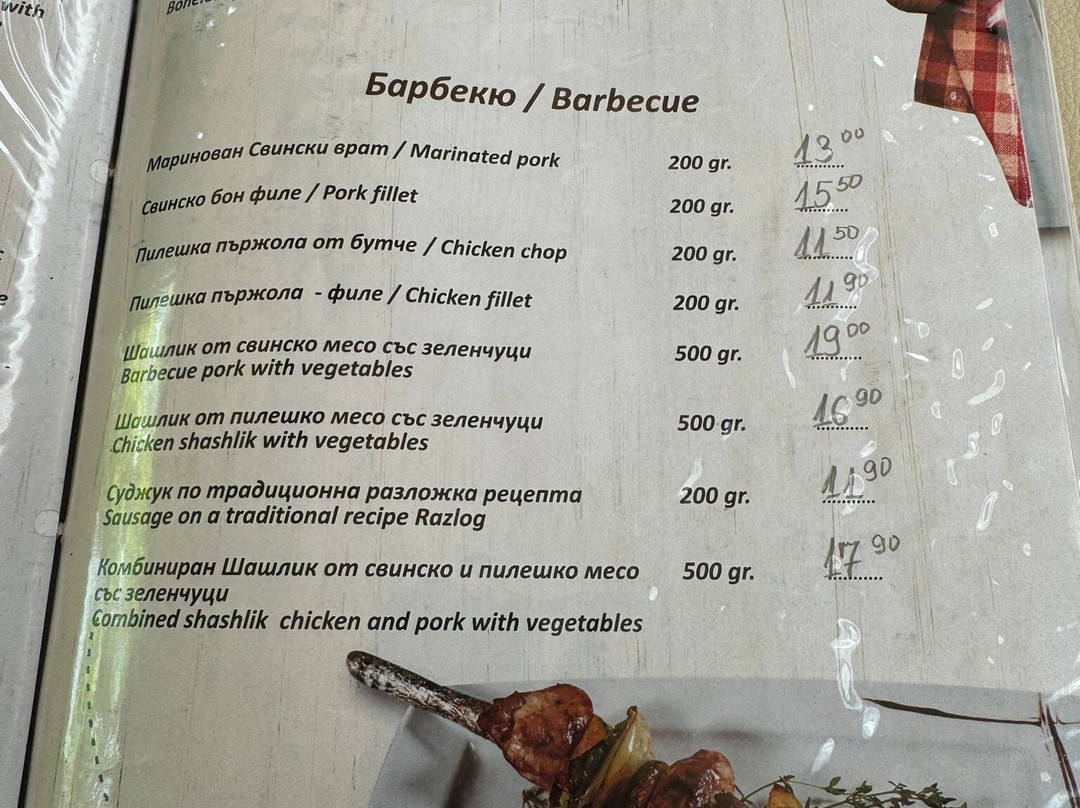 with
Барбекю / Barbecue
Маринован Свински врат / Marinated pork 200 gr. 13 00
Свинско бон филе / Pork fillet 200 gr. 15 50
Пилешка пържола от бутче / Chicken chop 200 gr. 11 50
Пилешка пържола - филе / Chicken fillet 200 gr. 11 90
Шашлик от свинско месо със зеленчуци 500 gr. 19 00
Barbecue pork with vegetables
Шашлик от пилешко месо със зеленчуци 500 gr. 16 90
Chicken shashlik with vegetables
Суджук по традиционна разложка рецепта 200 gr. 11 90
Sausage on a traditional recipe Razlog
Комбиниран Шашлик от свинско и пилешко месо 500 gr. 17 90
със зеленчуци
Combined shashlik chicken and pork with vegetables